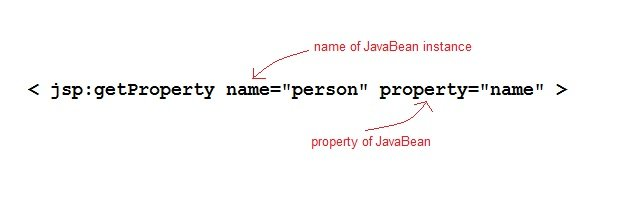 name of JavaBean instance
< jsp:getProperty name="person" property="name" >
property of JavaBean